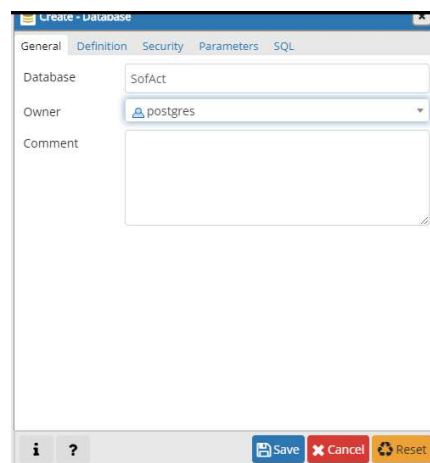 Create - Database
General Definition Security Parameters SQL
Database SofAct
Owner postgres
Comment
i ? Save Cancel Reset